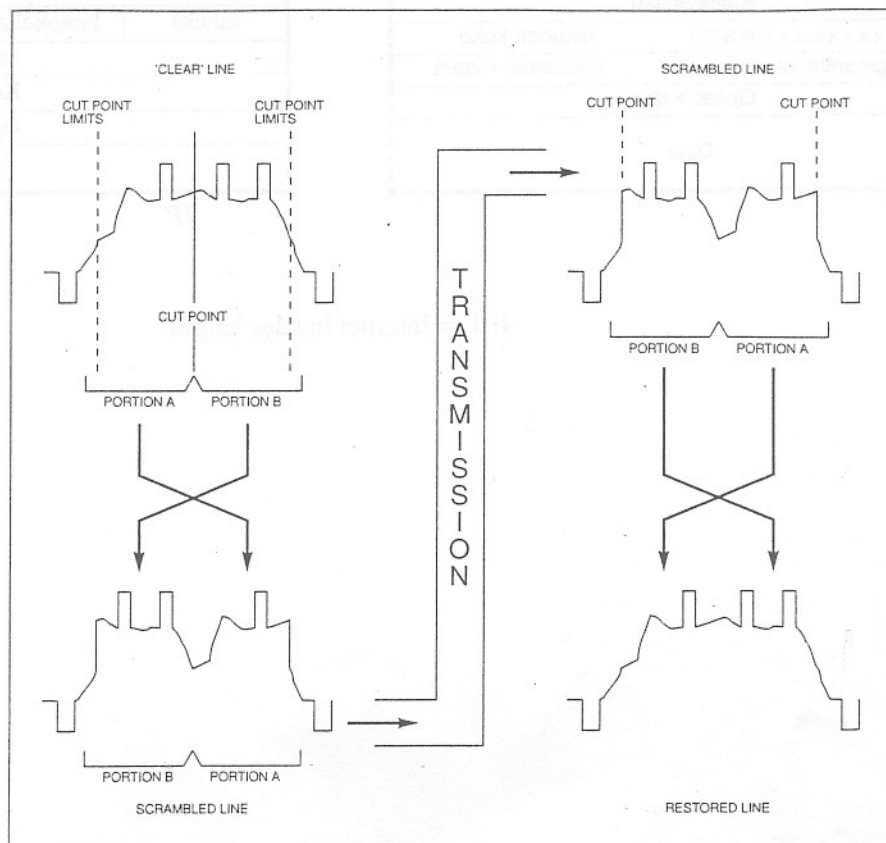 'CLEAR' LINE
CUT POINT
LIMITS
CUT POINT
LIMITS
CUT POINT
PORTION A
PORTION B
PORTION B
PORTION A
SCRAMBLED LINE
TRANSMISSION
SCRAMBLED LINE
CUT POINT
CUT POINT
PORTION B
PORTION A
RESTORED LINE